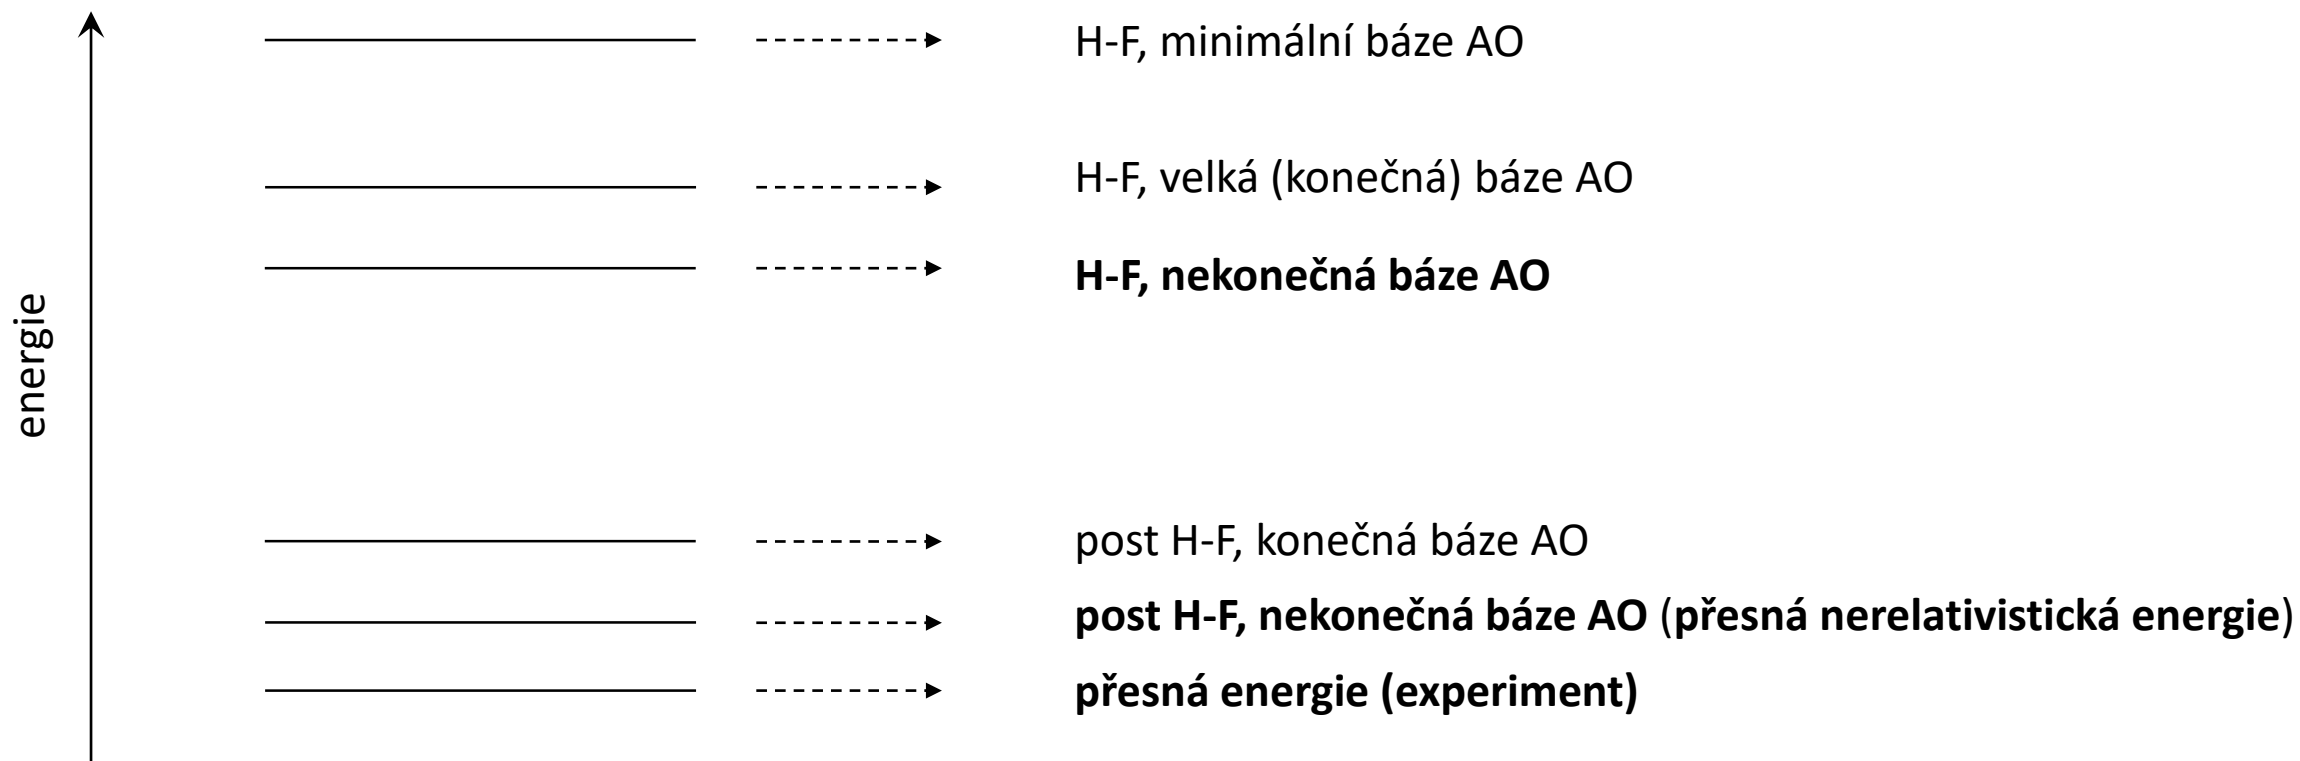 H-F, minimální báze AO
H-F, velká (konečná) báze AO
H-F, nekonečná báze AO
energie
post H-F, konečná báze AO
post H-F, nekonečná báze AO (přesná nerelativistická energie)
přesná energie (experiment)